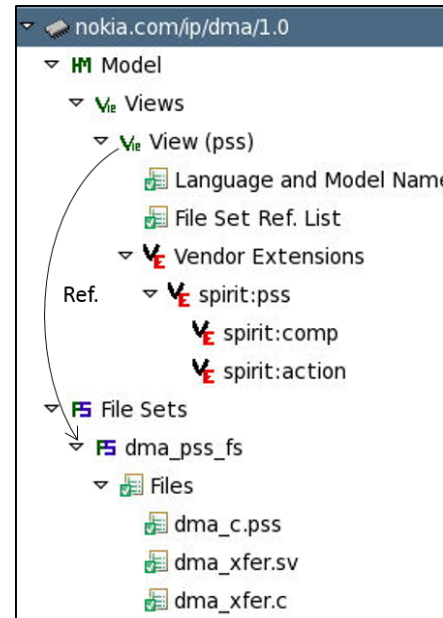 nokia.com/ip/dma/1.0
Model
Views
View (pss)
Language and Model Name
File Set Ref. List
Vendor Extensions
Ref.
spirit:pss
spirit:comp
spirit:action
File Sets
dma_pss_fs
Files
dma_c.pss
dma_xfer.sv
dma_xfer.c